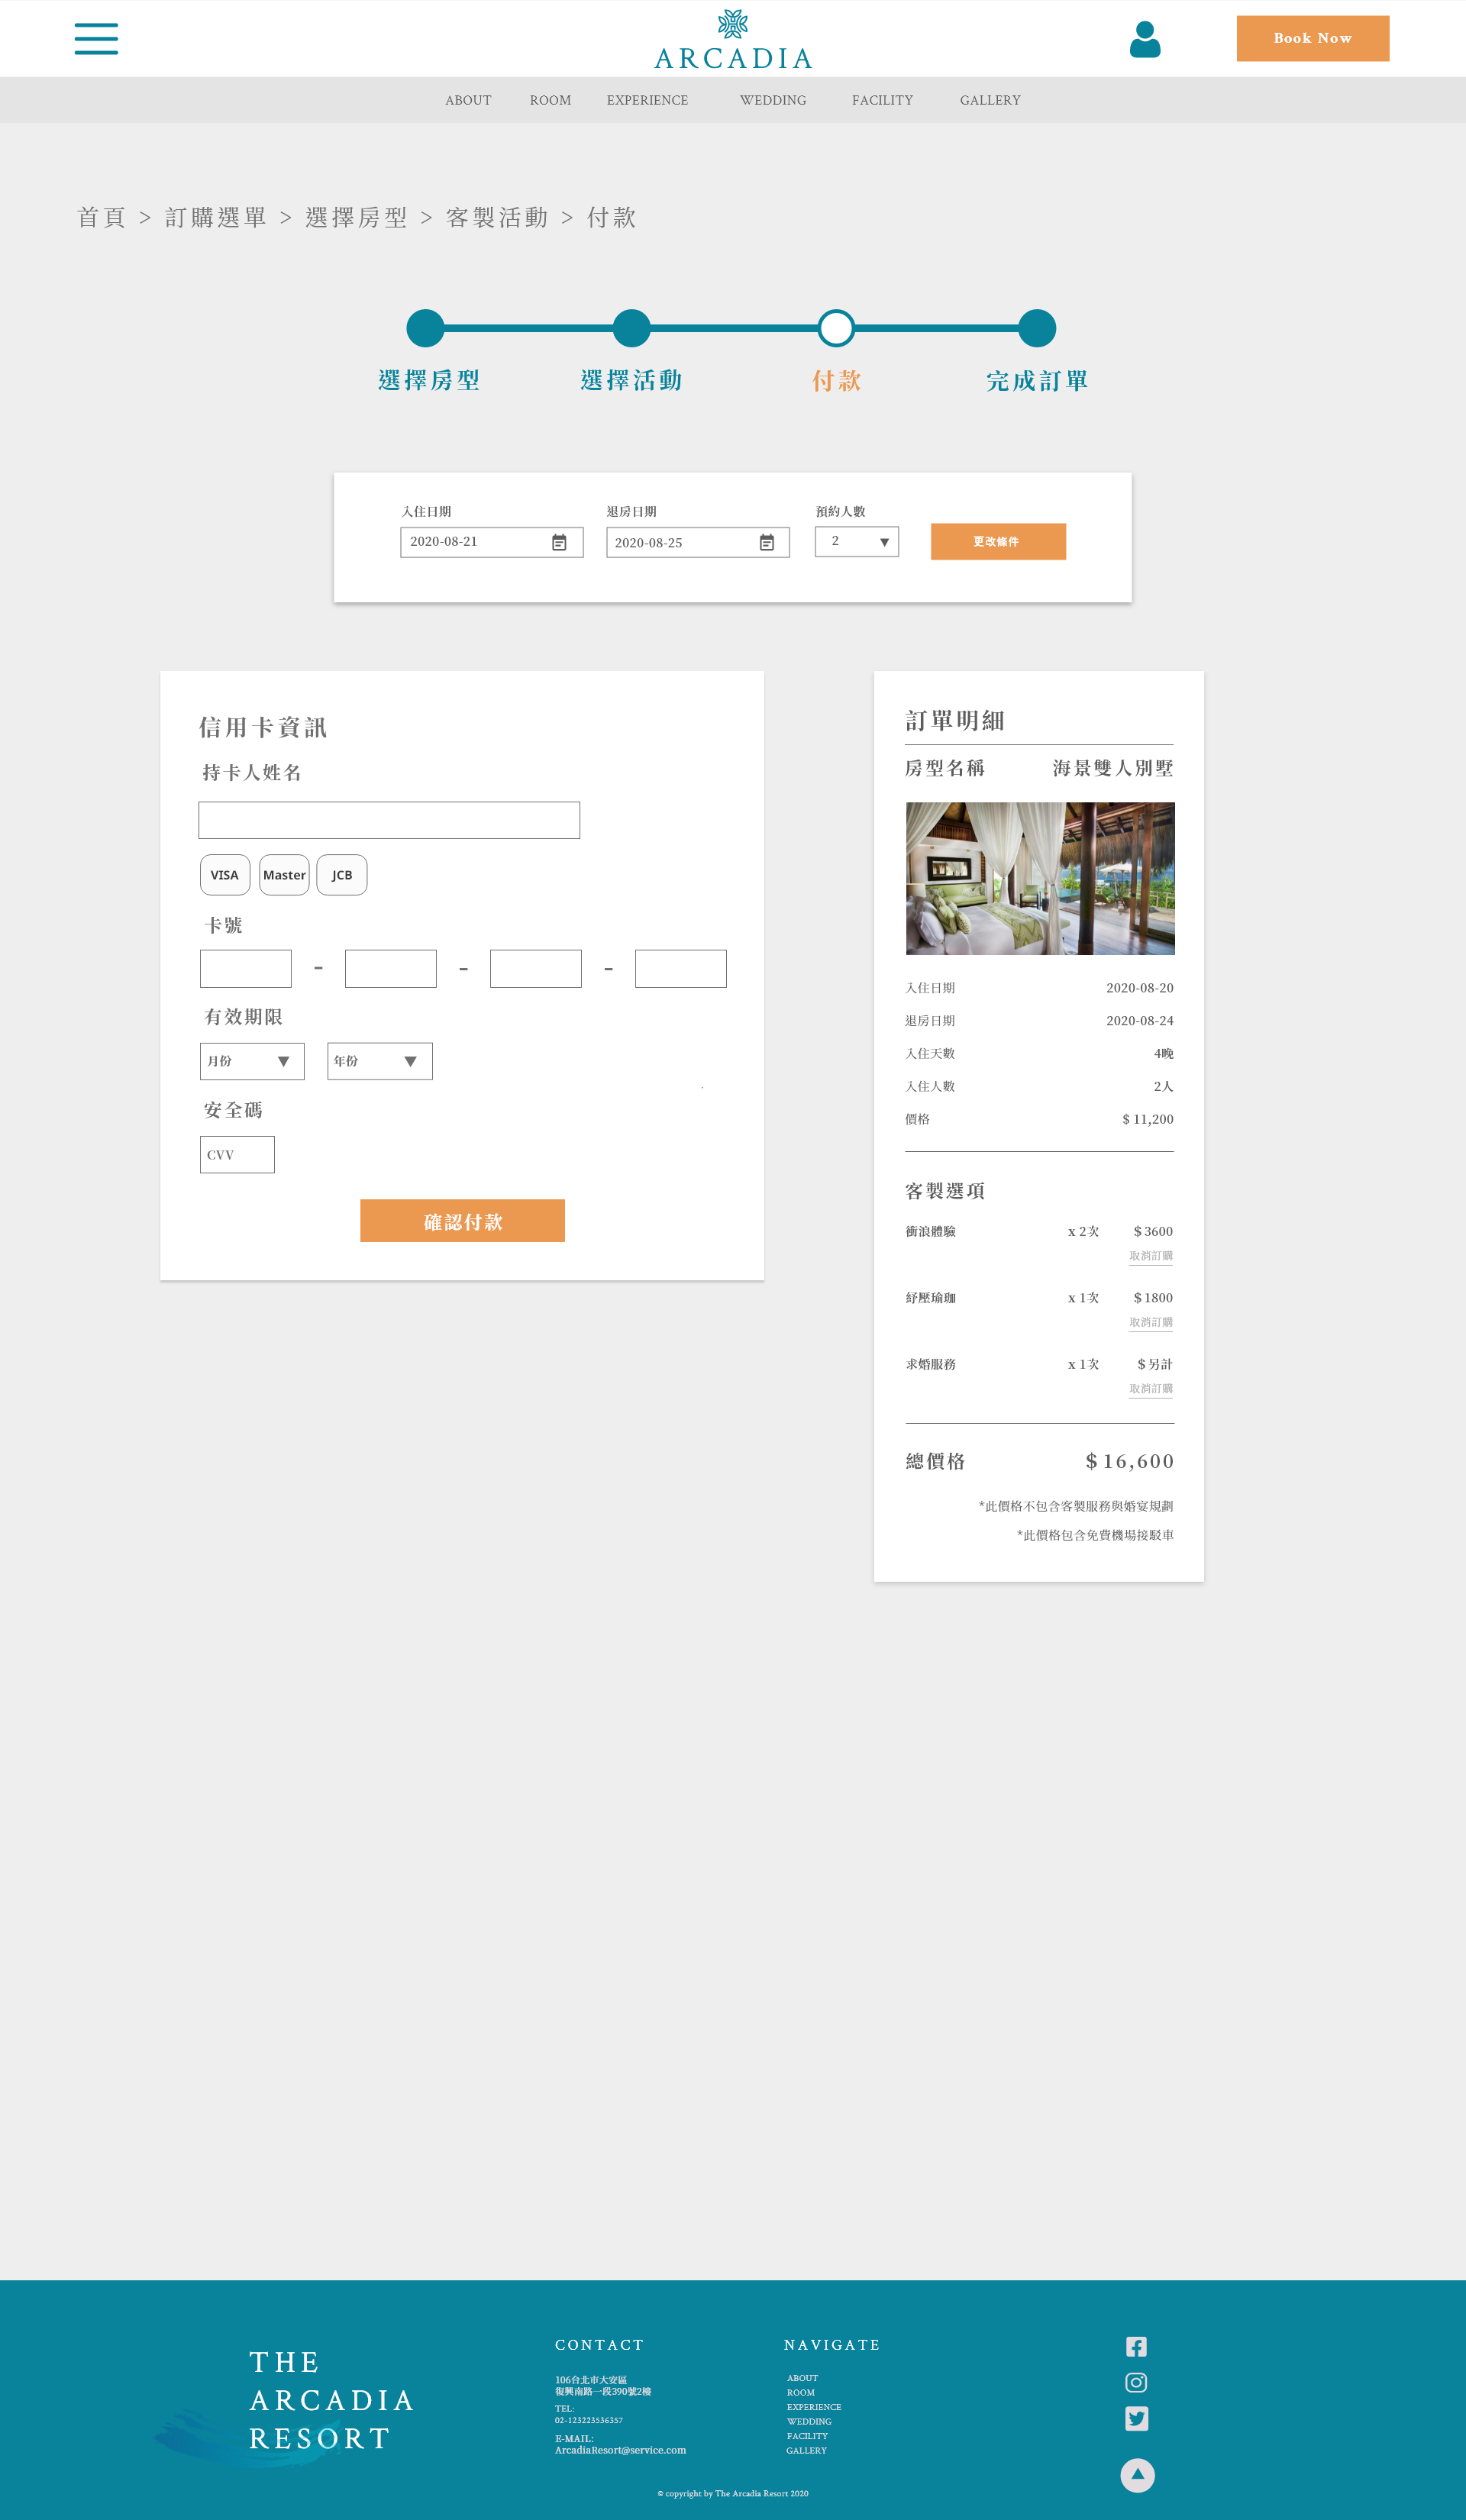 ARCADIA
Book Now
ABOUT ROOM EXPERIENCE WEDDING FACILITY GALLERY
首頁 > 訂購選單 > 選擇房型 > 客製活動 > 付款
選擇房型 選擇活動 付款 完成訂單
入住日期 退房日期 預約人數
2020-08-21 2020-08-25 2 ▼ 更改條件
信用卡資訊
持卡人姓名
VISA Master JCB
卡號
- - -
有效期限
月份 ▼ 年份 ▼
安全碼
CVV
確認付款
訂單明細
房型名稱 海景雙人別墅
入住日期 2020-08-20
退房日期 2020-08-24
入住天數 4晚
入住人數 2人
價格 $ 11,200
客製選項
衝浪體驗 x 2次 $ 3600
取消訂購
紓壓瑜珈 x 1次 $ 1800
取消訂購
求婚服務 x 1次 $ 另計
取消訂購
總價格 $ 16,600
*此價格不包含客製服務與婚宴規劃
*此價格包含免費機場接駁車
THE
ARCADIA
RESORT
CONTACT
106台北市大安區
復興南路一段390號2樓
TEL:
02-123223536357
E-MAIL:
ArcadiaResort@service.com
NAVIGATE
ABOUT
ROOM
EXPERIENCE
WEDDING
FACILITY
GALLERY
© copyright by The Arcadia Resort 2020